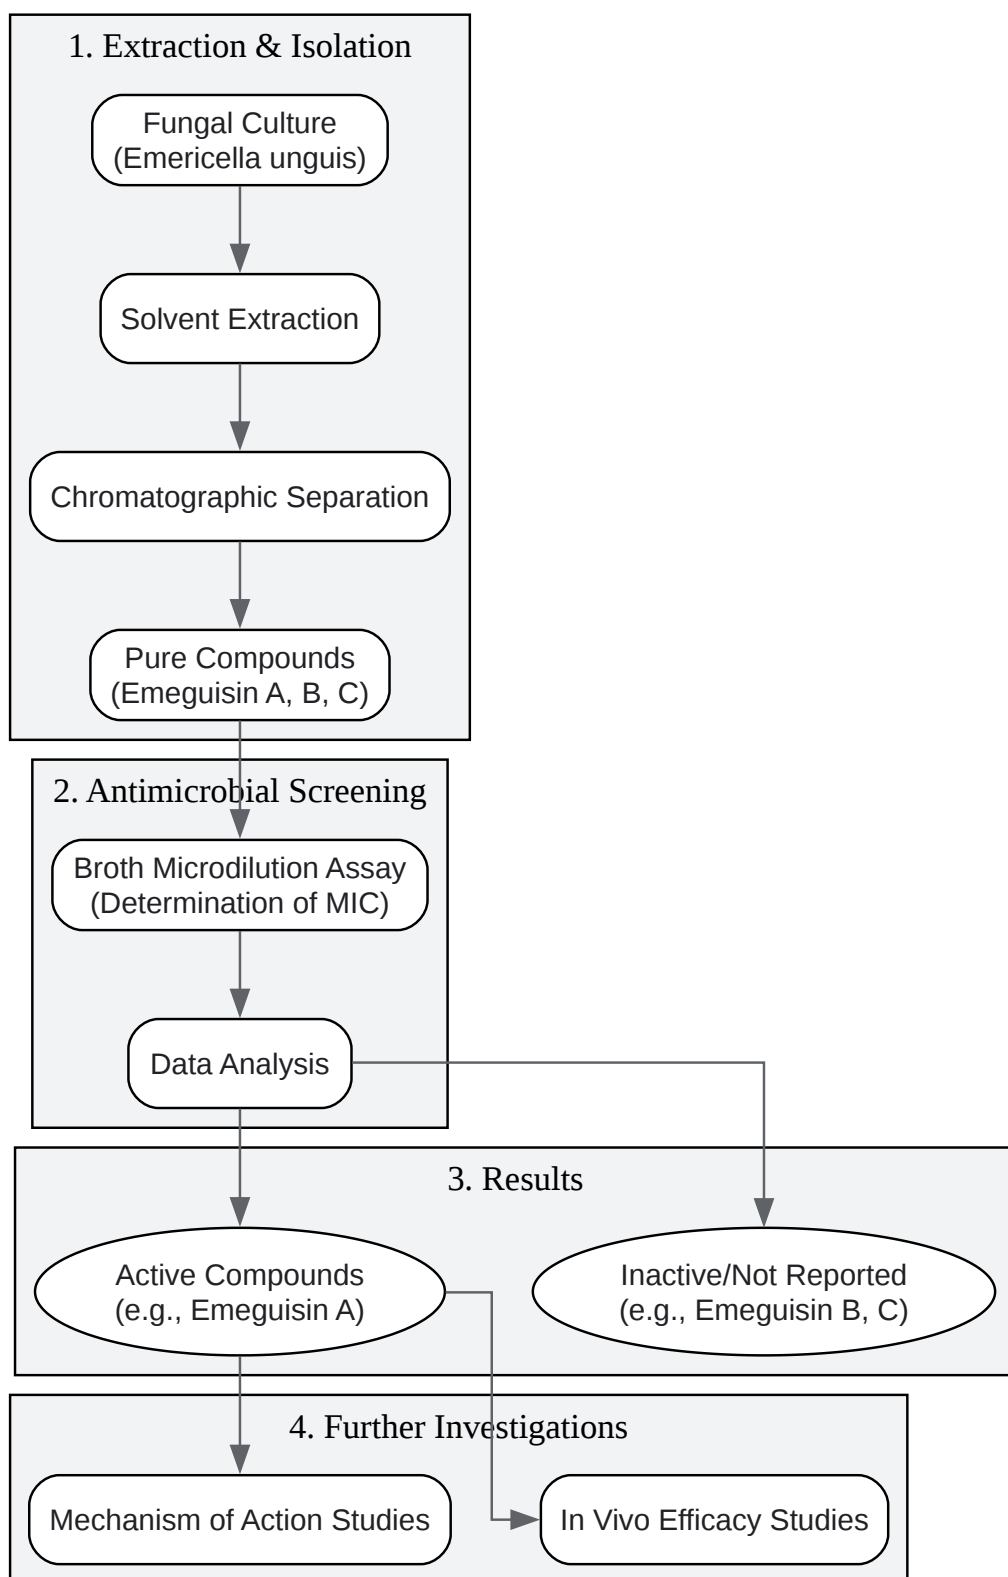 1. Extraction & Isolation
Fungal Culture
(Emericella unguis)
Solvent Extraction
Chromatographic Separation
Pure Compounds
(Emeguisin A, B, C)
2. Antimicrobial Screening
Broth Microdilution Assay
(Determination of MIC)
Data Analysis
3. Results
Active Compounds
(e.g., Emeguisin A)
Inactive/Not Reported
(e.g., Emeguisin B, C)
4. Further Investigations
Mechanism of Action Studies
In Vivo Efficacy Studies